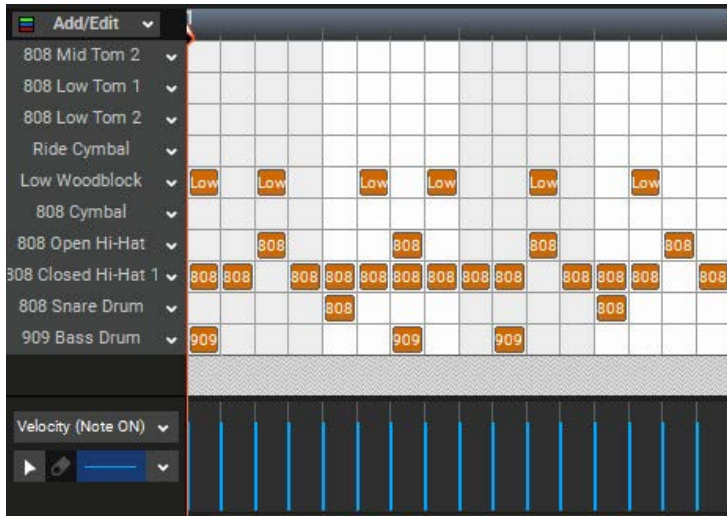 Add/Edit 1
808 Mid Tom 2
808 Low Tom 1
808 Low Tom 2
Ride Cymbal
Low Woodblock Low Low Low Low Low Low
808 Cymbal
808 Open Hi-Hat 808 808 808 808
808 Closed Hi-Hat 1 808 808 808 808 808 808 808 808 808 808 808 808 808
808 Snare Drum 808 808
909 Bass Drum 909 909 909
Velocity (Note ON)